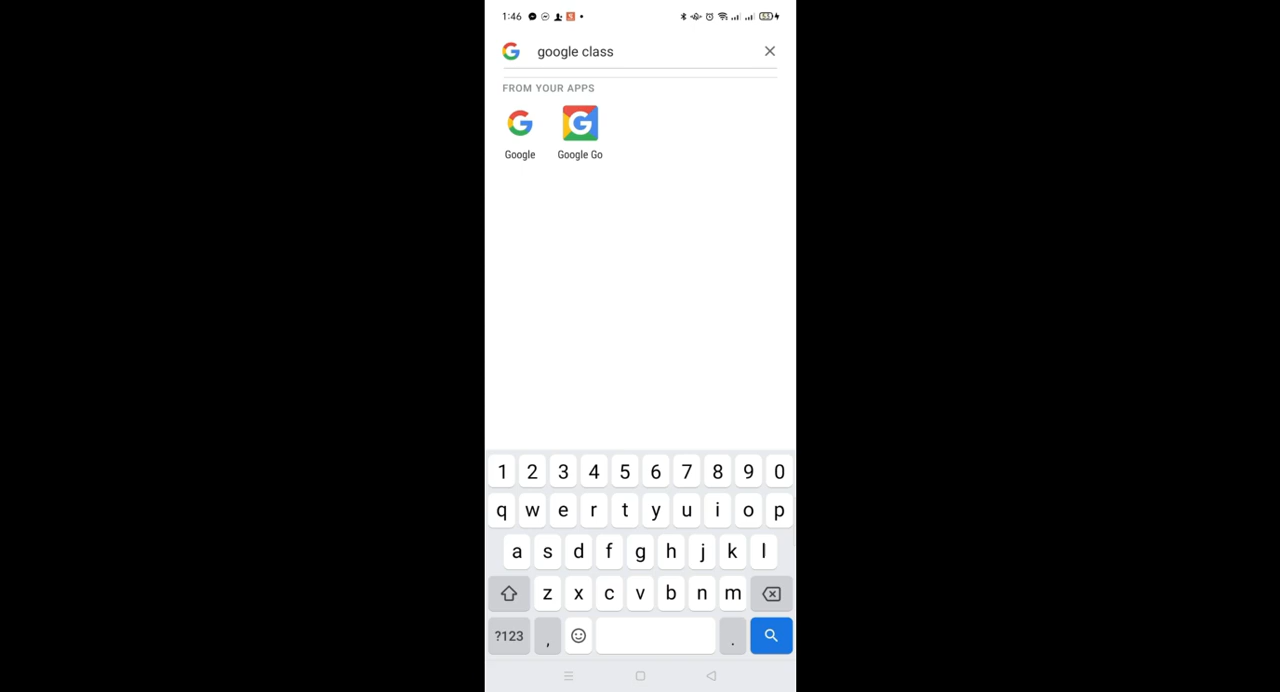 1:46 53
google class
FROM YOUR APPS
Google Google Go
1 2 3 4 5 6 7 8 9 0
q w e r t y u i o p
a s d f g h j k l
z x c v b n m
?123 , .